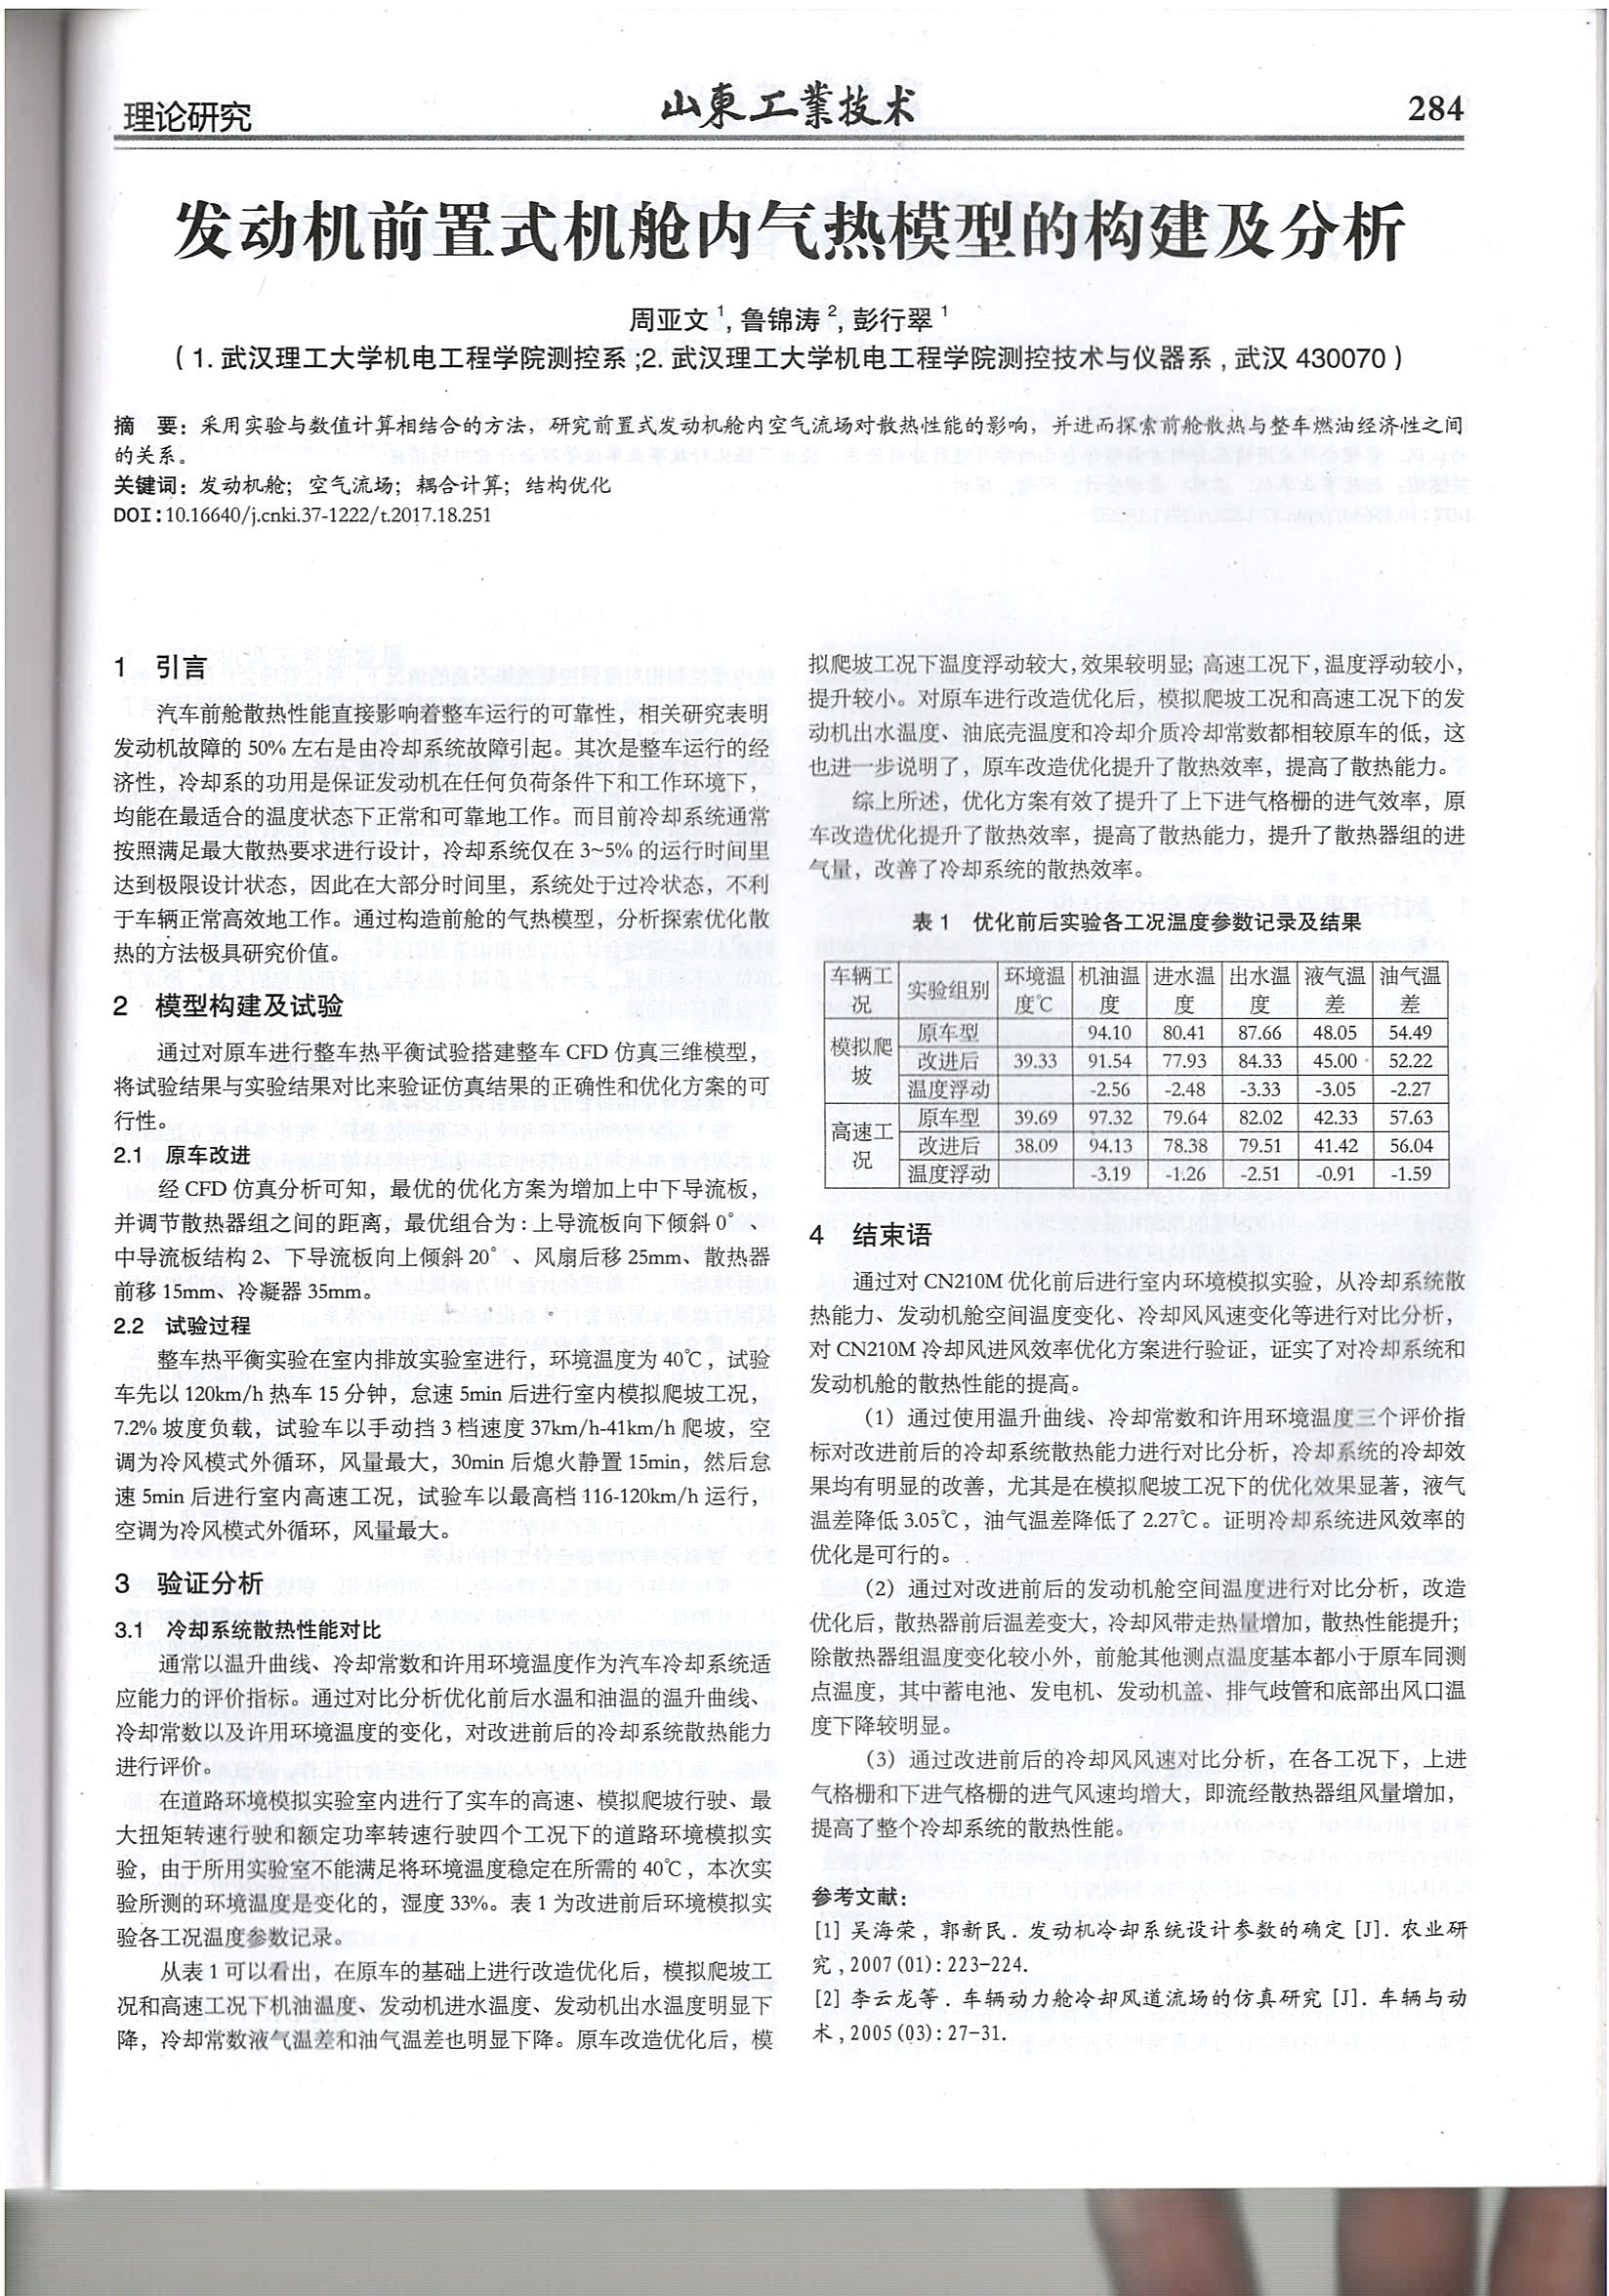 理论研究
山東工業技术
284
发动机前置式机舱内气热模型的构建及分析
周亚文 1, 鲁锦涛 2, 彭行翠 1
( 1. 武汉理工大学机电工程学院测控系 ;2. 武汉理工大学机电工程学院测控技术与仪器系 , 武汉 430070 )
摘　要：采用实验与数值计算相结合的方法，研究前置式发动机舱内空气流场对散热性能的影响，并进而探索前舱散热与整车燃油经济性之间
的关系。
关键词：发动机舱；空气流场；耦合计算；结构优化
DOI:10.16640/j.cnki.37-1222/t.2017.18.251
1　引言
汽车前舱散热性能直接影响着整车运行的可靠性，相关研究表明
发动机故障的 50% 左右是由冷却系统故障引起。其次是整车运行的经
济性，冷却系的功用是保证发动机在任何负荷条件下和工作环境下，
均能在最适合的温度状态下正常和可靠地工作。而目前冷却系统通常
按照满足最大散热要求进行设计，冷却系统仅在 3~5% 的运行时间里
达到极限设计状态，因此在大部分时间里，系统处于过冷状态，不利
于车辆正常高效地工作。通过构造前舱的气热模型，分析探索优化散
热的方法极具研究价值。
2　模型构建及试验
通过对原车进行整车热平衡试验搭建整车 CFD 仿真三维模型，
将试验结果与实验结果对比来验证仿真结果的正确性和优化方案的可
行性。
2.1　原车改进
经 CFD 仿真分析可知，最优的优化方案为增加上中下导流板，
并调节散热器组之间的距离，最优组合为：上导流板向下倾斜 0°、
中导流板结构 2、下导流板向上倾斜 20°、风扇后移 25mm、散热器
前移 15mm、冷凝器 35mm。
2.2　试验过程
整车热平衡实验在室内排放实验室进行，环境温度为 40℃，试验
车先以 120km/h 热车 15 分钟，怠速 5min 后进行室内模拟爬坡工况，
7.2% 坡度负载，试验车以手动挡 3 档速度 37km/h-41km/h 爬坡，空
调为冷风模式外循环，风量最大，30min 后熄火静置 15min，然后怠
速 5min 后进行室内高速工况，试验车以最高档 116-120km/h 运行，
空调为冷风模式外循环，风量最大。
3　验证分析
3.1　冷却系统散热性能对比
通常以温升曲线、冷却常数和许用环境温度作为汽车冷却系统适
应能力的评价指标。通过对比分析优化前后水温和油温的温升曲线、
冷却常数以及许用环境温度的变化，对改进前后的冷却系统散热能力
进行评价。
在道路环境模拟实验室内进行了实车的高速、模拟爬坡行驶、最
大扭矩转速行驶和额定功率转速行驶四个工况下的道路环境模拟实
验，由于所用实验室不能满足将环境温度稳定在所需的 40℃，本次实
验所测的环境温度是变化的，湿度 33%。表 1 为改进前后环境模拟实
验各工况温度参数记录。
从表 1 可以看出，在原车的基础上进行改造优化后，模拟爬坡工
况和高速工况下机油温度、发动机进水温度、发动机出水温度明显下
降，冷却常数液气温差和油气温差也明显下降。原车改造优化后，模
拟爬坡工况下温度浮动较大，效果较明显；高速工况下，温度浮动较小，
提升较小。对原车进行改造优化后，模拟爬坡工况和高速工况下的发
动机出水温度、油底壳温度和冷却介质冷却常数都相较原车的低，这
也进一步说明了，原车改造优化提升了散热效率，提高了散热能力。
综上所述，优化方案有效了提升了上下进气格栅的进气效率，原
车改造优化提升了散热效率，提高了散热能力，提升了散热器组的进
气量，改善了冷却系统的散热效率。
表 1　优化前后实验各工况温度参数记录及结果
车辆工况 实验组别 环境温度℃ 机油温度 进水温度 出水温度 液气温差 油气温差
模拟爬坡 原车型 94.10 80.41 87.66 48.05 54.49
改进后 39.33 91.54 77.93 84.33 45.00 52.22
温度浮动 -2.56 -2.48 -3.33 -3.05 -2.27
高速工况 原车型 39.69 97.32 79.64 82.02 42.33 57.63
改进后 38.09 94.13 78.38 79.51 41.42 56.04
温度浮动 -3.19 -1.26 -2.51 -0.91 -1.59
4　结束语
通过对 CN210M 优化前后进行室内环境模拟实验，从冷却系统散
热能力、发动机舱空间温度变化、冷却风风速变化等进行对比分析，
对 CN210M 冷却风进风效率优化方案进行验证，证实了对冷却系统和
发动机舱的散热性能的提高。
（1）通过使用温升曲线、冷却常数和许用环境温度三个评价指
标对改进前后的冷却系统散热能力进行对比分析，冷却系统的冷却效
果均有明显的改善，尤其是在模拟爬坡工况下的优化效果显著，液气
温差降低 3.05℃，油气温差降低了 2.27℃。证明冷却系统进风效率的
优化是可行的。
（2）通过对改进前后的发动机舱空间温度进行对比分析，改造
优化后，散热器前后温差变大，冷却风带走热量增加，散热性能提升；
除散热器组温度变化较小外，前舱其他测点温度基本都小于原车同测
点温度，其中蓄电池、发电机、发动机盖、排气歧管和底部出风口温
度下降较明显。
（3）通过改进前后的冷却风风速对比分析，在各工况下，上进
气格栅和下进气格栅的进气风速均增大，即流经散热器组风量增加，
提高了整个冷却系统的散热性能。
参考文献：
[1] 吴海荣 , 郭新民 . 发动机冷却系统设计参数的确定 [J]. 农业研
究 ,2007(01):223-224.
[2] 李云龙等 . 车辆动力舱冷却风道流场的仿真研究 [J]. 车辆与动
术 ,2005(03):27-31.